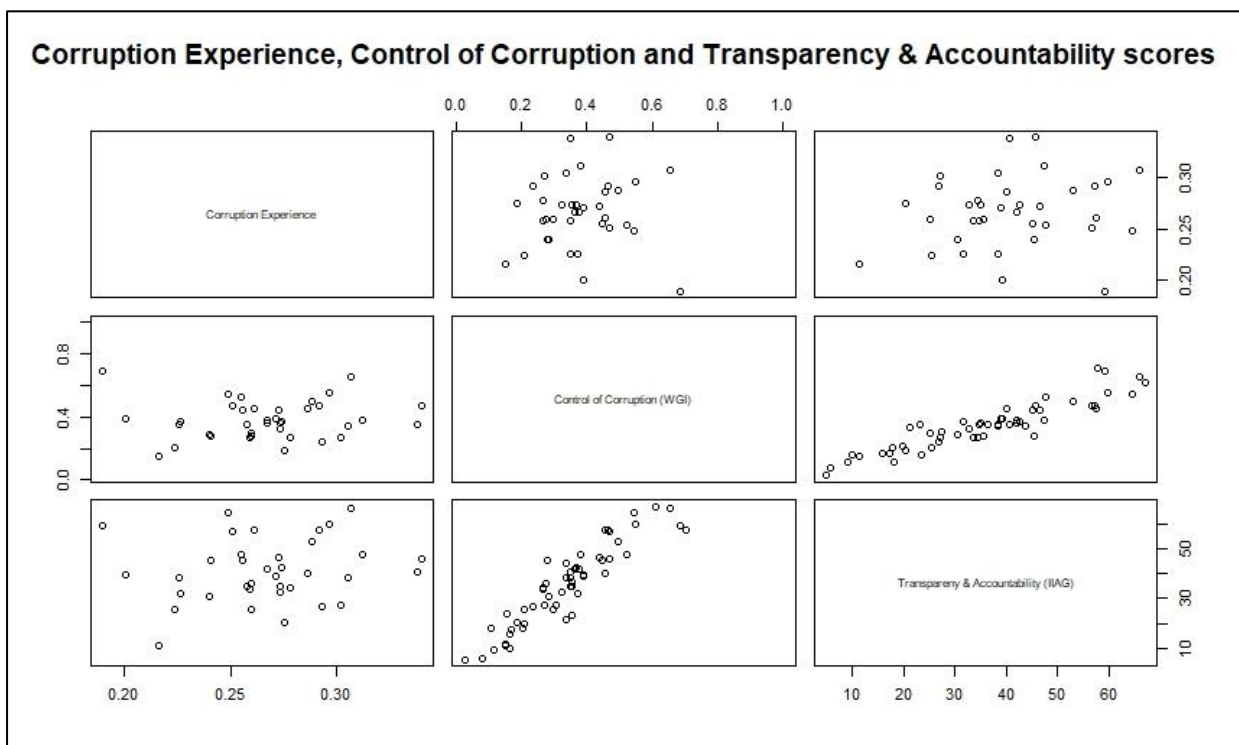 Corruption Experience, Control of Corruption and Transparency & Accountability scores
0.0 0.2 0.4 0.6 0.8 1.0
Corruption Experience
0.20 0.25 0.30
0.0 0.4 0.8
Control of Corruption (WGI)
Transpareny & Accountability (IIAG)
10 30 50
0.20 0.25 0.30
10 20 30 40 50 60